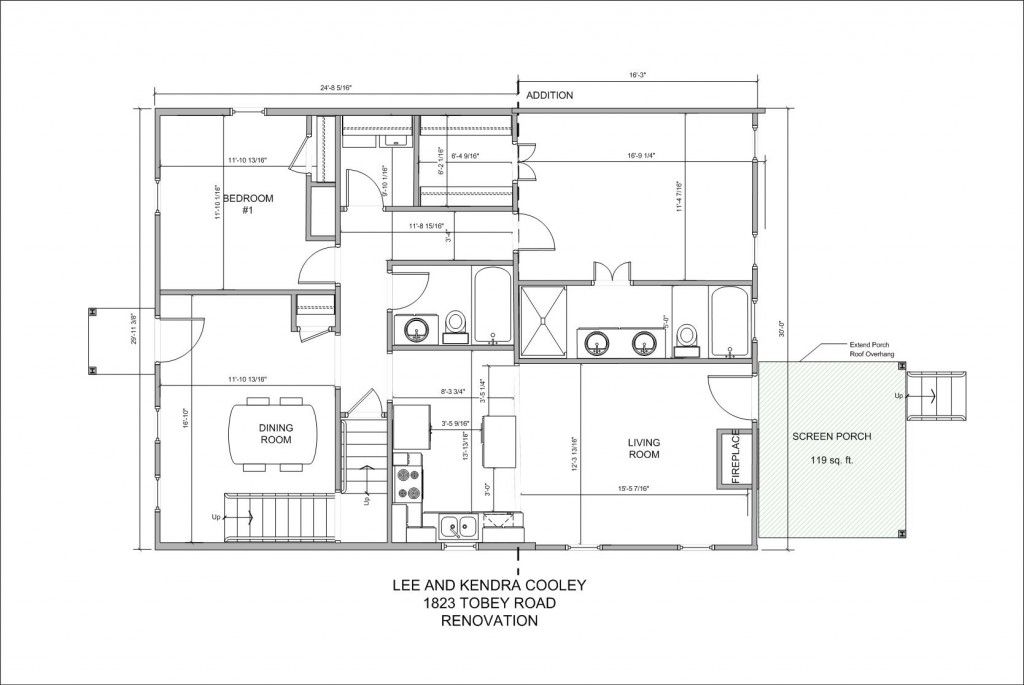 16'-3"
24'-8 5/16"
ADDITION
11'-10 13/16"
6'-4 9/16"
6'-2 1/16"
16'-9 1/4"
9'-10 1/16"
11'-10 1/16"
BEDROOM
#1
11'-4 7/16"
11'-8 15/16"
3'-4"
29'-11 3/8"
5'-0"
30'-0"
Extend Porch
Roof Overhang
11'-10 13/16"
8'-3 3/4"
3'-5 1/4"
Up
16'-10"
3'-5 9/16"
DINING
ROOM
13'-13/16"
12'-3 13/16"
LIVING
ROOM
FIREPLACE
SCREEN PORCH
119 sq. ft.
Up
3'-0"
15'-5 7/16"
Up
LEE AND KENDRA COOLEY
1823 TOBEY ROAD
RENOVATION